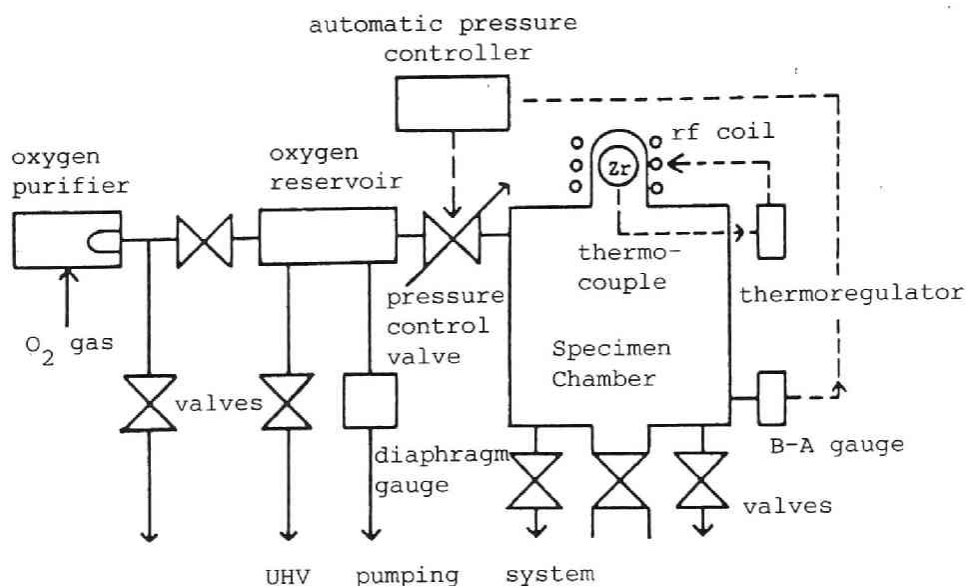 automatic pressure
controller
rf coil
Zr
oxygen
purifier
oxygen
reservoir
thermo-
couple
thermoregulator
pressure
control
valve
O₂ gas
Specimen
Chamber
valves
diaphragm
gauge
B-A gauge
valves
UHV pumping system